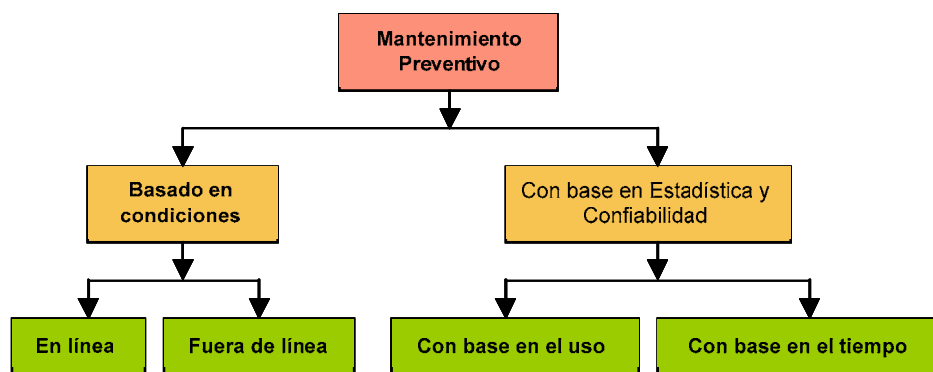 Mantenimiento
Preventivo
Basado en
condiciones
Con base en Estadística y
Confiabilidad
En línea
Fuera de línea
Con base en el uso
Con base en el tiempo